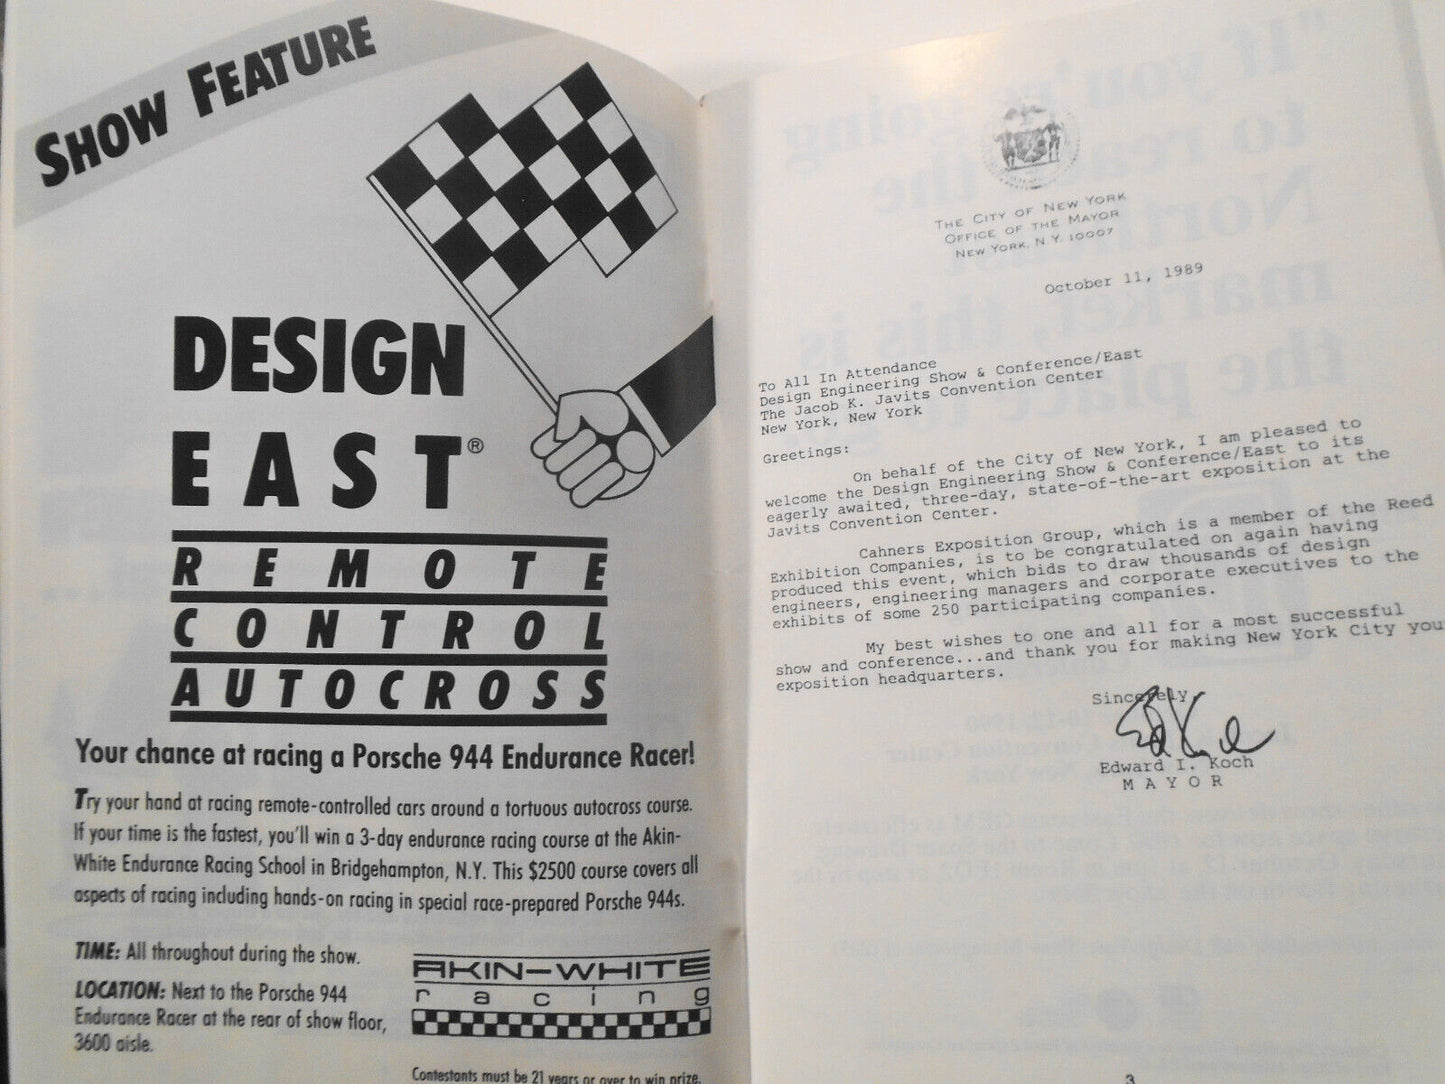 SHOW FEATURE
DESIGN
EAST®
REMOTE
CONTROL
AUTOCROSS
Your chance at racing a Porsche 944 Endurance Racer!
Try your hand at racing remote-controlled cars around a tortuous autocross course.
If your time is the fastest, you'll win a 3-day endurance racing course at the Akin-
White Endurance Racing School in Bridgehampton, N.Y. This $2500 course covers all
aspects of racing including hands-on racing in special race-prepared Porsche 944s.
TIME: All throughout during the show.
LOCATION: Next to the Porsche 944
Endurance Racer at the rear of show floor,
3600 aisle.
AKIN-WHITE
racing
Contestants must be 21 years or over to win prize.
THE CITY OF NEW YORK
OFFICE OF THE MAYOR
NEW YORK, N.Y. 10007
October 11, 1989
To All In Attendance
Design Engineering Show & Conference/East
The Jacob K. Javits Convention Center
New York, New York
Greetings:
On behalf of the City of New York, I am pleased to
welcome the Design Engineering Show & Conference/East to its
eagerly awaited, three-day, state-of-the-art exposition at the
Javits Convention Center.
Cahners Exposition Group, which is a member of the Reed
Exhibition Companies, is to be congratulated on again having
produced this event, which bids to draw thousands of design
engineers, engineering managers and corporate executives to the
exhibits of some 250 participating companies.
My best wishes to one and all for a most successful
show and conference...and thank you for making New York City you
exposition headquarters.
Sincerely,
Ed Koch
Edward I. Koch
MAYOR
3